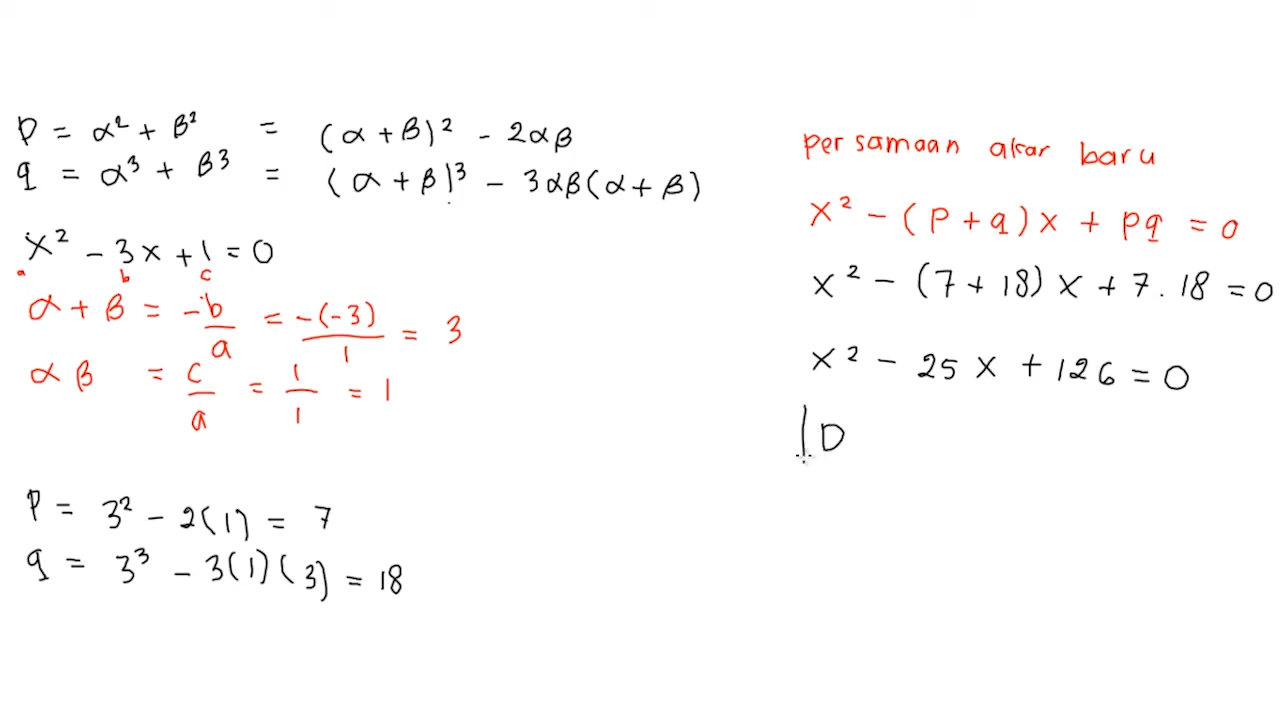 p = α² + β² = (α + β)² - 2αβ
q = α³ + β³ = (α + β)³ - 3αβ(α + β)
x² - 3x + 1 = 0
a b c
α + β = -b/a = -(-3)/1 = 3
αβ = c/a = 1/1 = 1
p = 3² - 2(1) = 7
q = 3³ - 3(1)(3) = 18
persamaan akar baru
x² - (p + q)x + pq = 0
x² - (7 + 18)x + 7 . 18 = 0
x² - 25x + 126 = 0
D